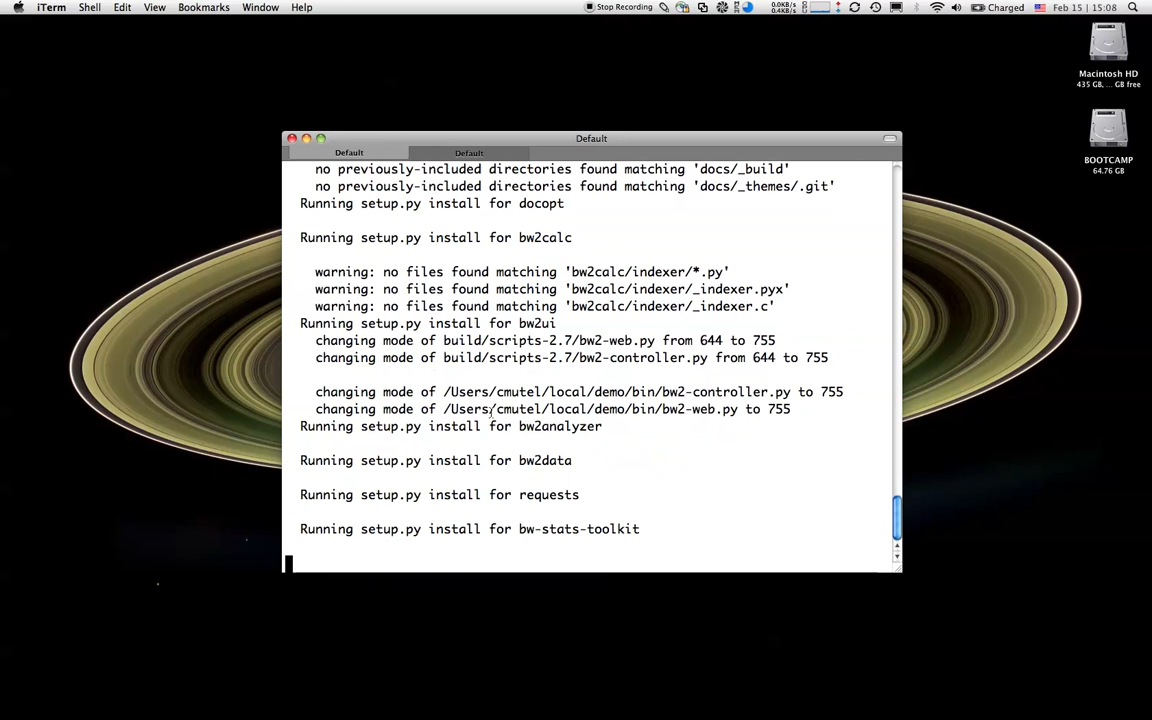 iTerm Shell Edit View Bookmarks Window Help
Stop Recording 0.0KB/s 0.4KB/s Charged Feb 15 | 15:08
Macintosh HD
435 GB, ... GB free
BOOTCAMP
64.76 GB
Default
Default Default
no previously-included directories found matching 'docs/_build'
no previously-included directories found matching 'docs/_themes/.git'
Running setup.py install for docopt
Running setup.py install for bw2calc
warning: no files found matching 'bw2calc/indexer/*.py'
warning: no files found matching 'bw2calc/indexer/_indexer.pyx'
warning: no files found matching 'bw2calc/indexer/_indexer.c'
Running setup.py install for bw2ui
changing mode of build/scripts-2.7/bw2-web.py from 644 to 755
changing mode of build/scripts-2.7/bw2-controller.py from 644 to 755
changing mode of /Users/cmutel/local/demo/bin/bw2-controller.py to 755
changing mode of /Users/cmutel/local/demo/bin/bw2-web.py to 755
Running setup.py install for bw2analyzer
Running setup.py install for bw2data
Running setup.py install for requests
Running setup.py install for bw-stats-toolkit